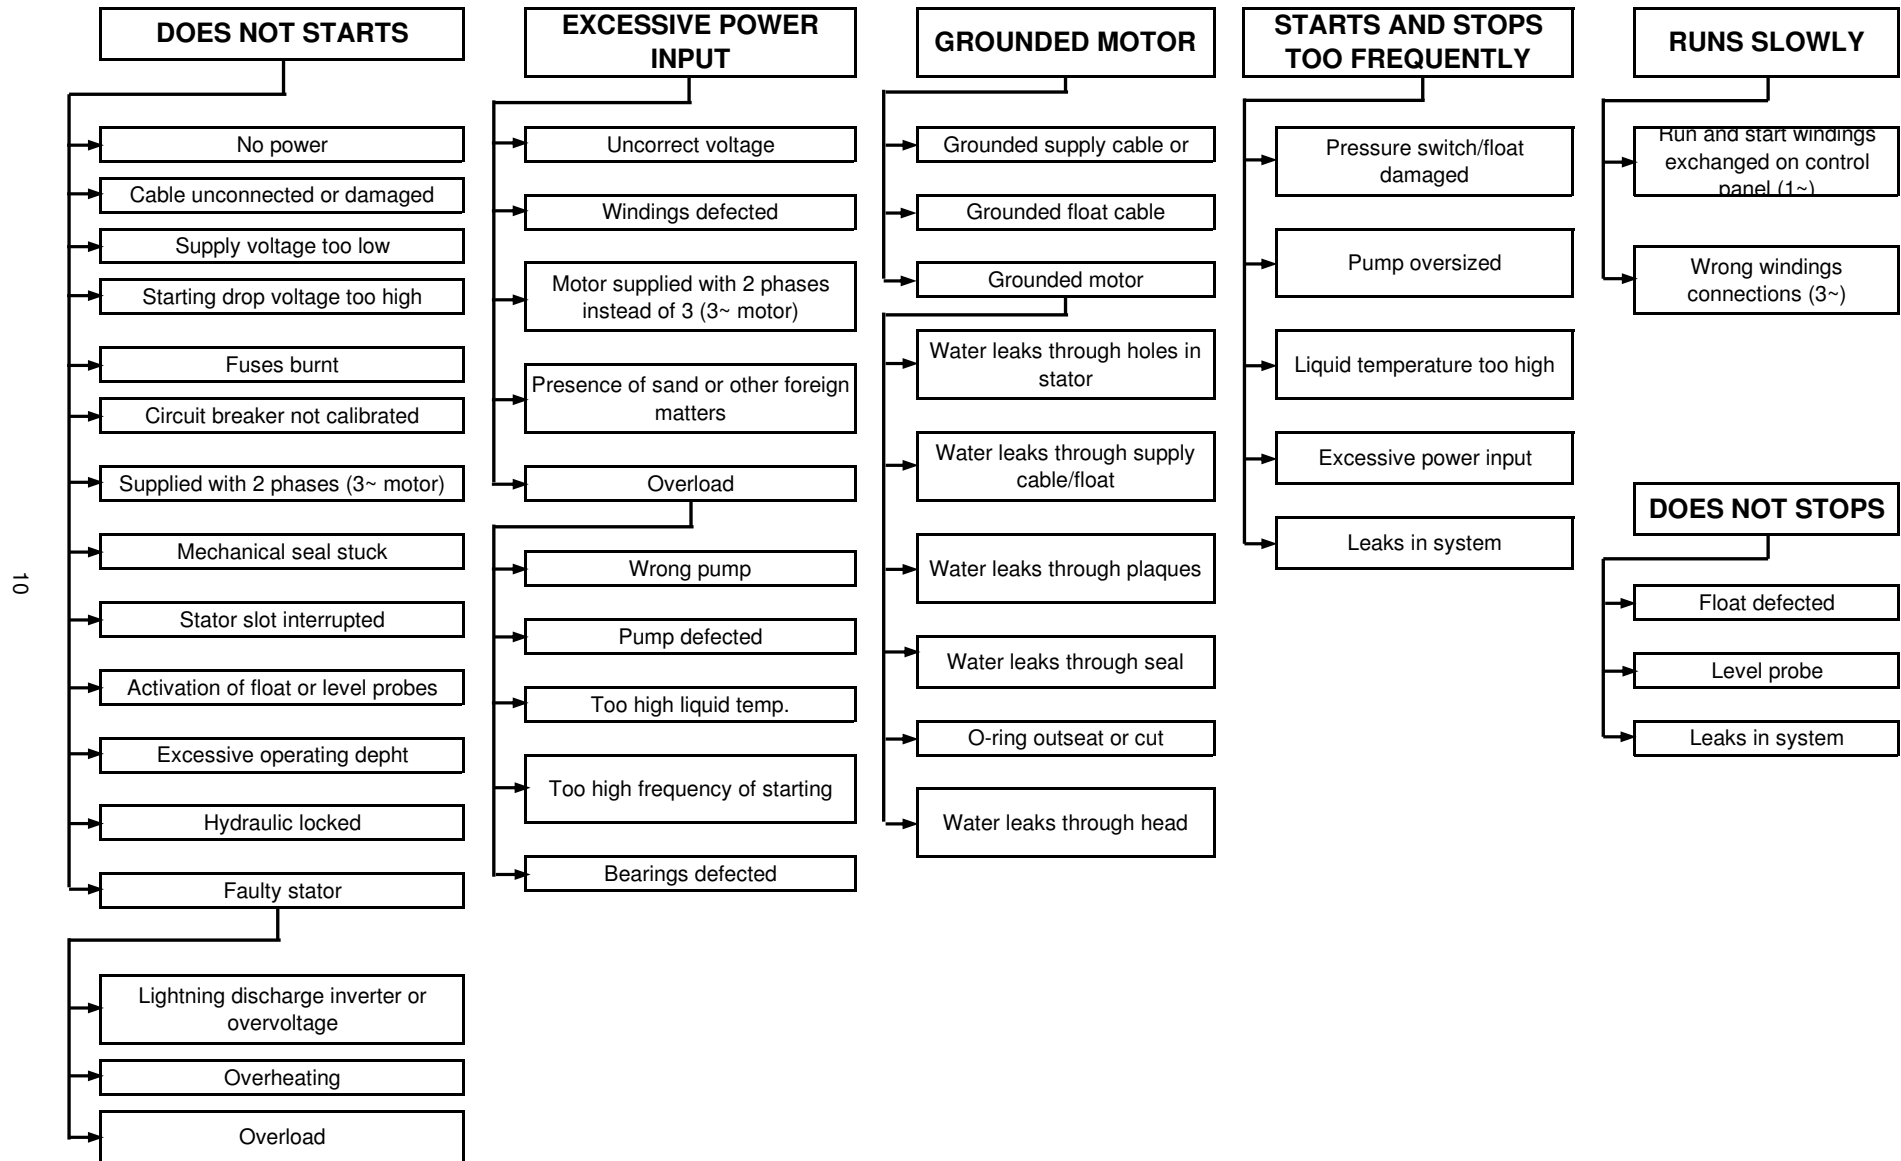 DOES NOT STARTS
No power
Cable unconnected or damaged
Supply voltage too low
Starting drop voltage too high
Fuses burnt
Circuit breaker not calibrated
Supplied with 2 phases (3~ motor)
Mechanical seal stuck
Stator slot interrupted
Activation of float or level probes
Excessive operating depht
Hydraulic locked
Faulty stator
Lightning discharge inverter or
overvoltage
Overheating
Overload
EXCESSIVE POWER
INPUT
Uncorrect voltage
Windings defected
Motor supplied with 2 phases
instead of 3 (3~ motor)
Presence of sand or other foreign
matters
Overload
Wrong pump
Pump defected
Too high liquid temp.
Too high frequency of starting
Bearings defected
GROUNDED MOTOR
Grounded supply cable or
Grounded float cable
Grounded motor
Water leaks through holes in
stator
Water leaks through supply
cable/float
Water leaks through plaques
Water leaks through seal
O-ring outseat or cut
Water leaks through head
STARTS AND STOPS
TOO FREQUENTLY
Pressure switch/float
damaged
Pump oversized
Liquid temperature too high
Excessive power input
Leaks in system
RUNS SLOWLY
Run and start windings
exchanged on control
panel (1~)
Wrong windings
connections (3~)
DOES NOT STOPS
Float defected
Level probe
Leaks in system
10